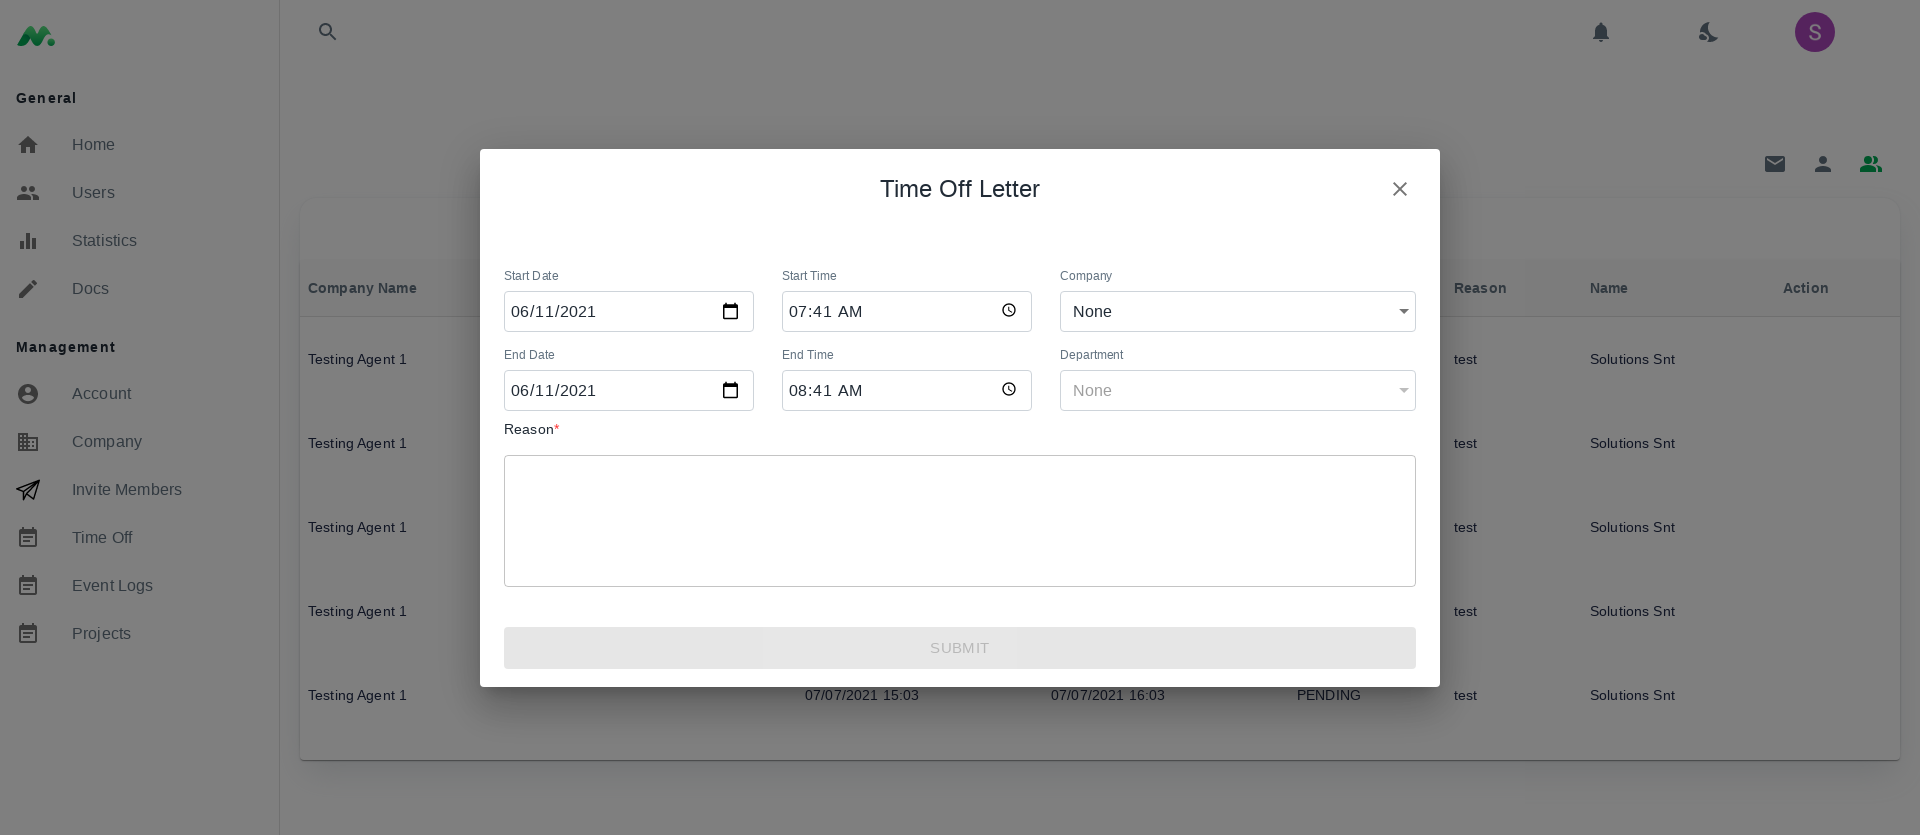 S
General
Home
Users
Statistics
Docs
Management
Account
Company
Invite Members
Time Off
Event Logs
Projects
Time Off Letter
Start Date
Start Time
Company
06/11/2021
07:41 AM
None
End Date
End Time
Department
06/11/2021
08:41 AM
None
Reason*
SUBMIT
Company Name
Reason
Name
Action
Testing Agent 1
test
Solutions Snt
Testing Agent 1
test
Solutions Snt
Testing Agent 1
test
Solutions Snt
Testing Agent 1
test
Solutions Snt
Testing Agent 1
07/07/2021 15:03
07/07/2021 16:03
PENDING
test
Solutions Snt